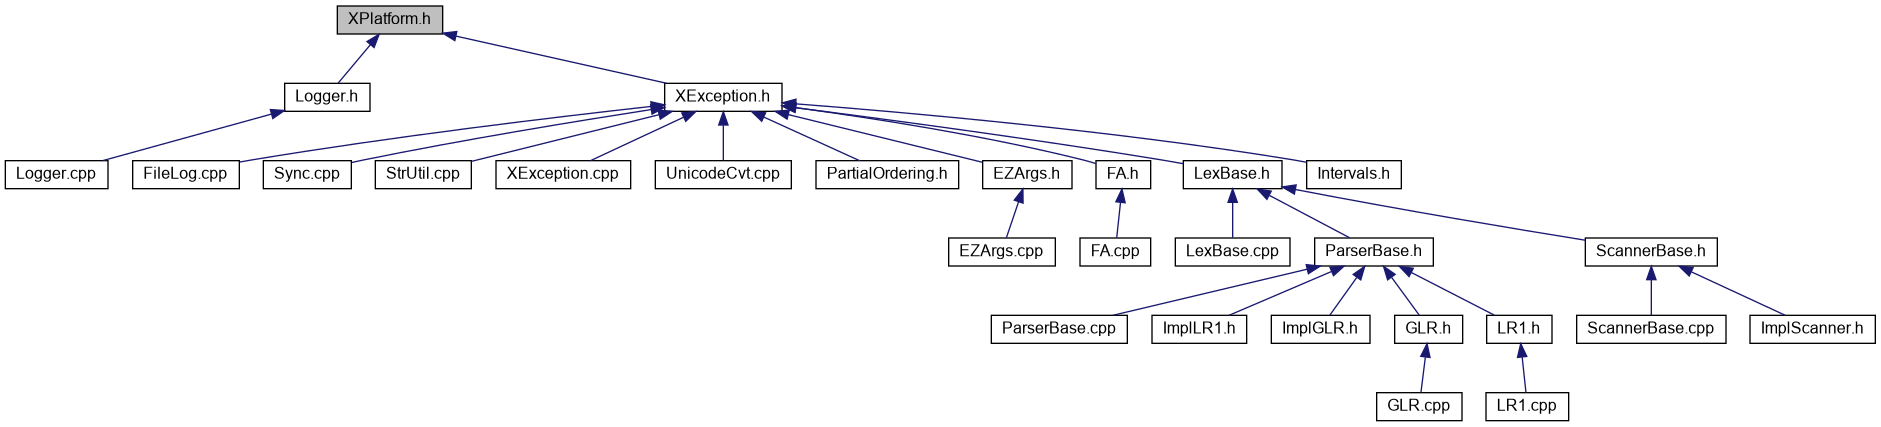 XPlatform.h
Logger.h
XException.h
Logger.cpp
FileLog.cpp
Sync.cpp
StrUtil.cpp
XException.cpp
UnicodeCvt.cpp
PartialOrdering.h
EZArgs.h
FA.h
LexBase.h
Intervals.h
EZArgs.cpp
FA.cpp
LexBase.cpp
ParserBase.h
ScannerBase.h
ParserBase.cpp
ImplLR1.h
ImplGLR.h
GLR.h
LR1.h
ScannerBase.cpp
ImplScanner.h
GLR.cpp
LR1.cpp